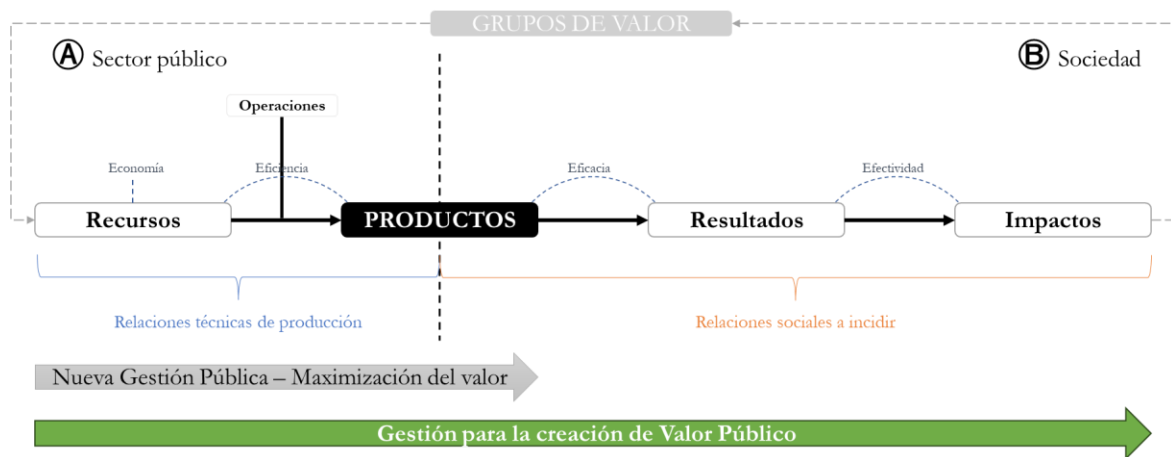 GRUPOS DE VALOR
Ⓐ Sector público
Ⓑ Sociedad
Operaciones
Economía
Eficiencia
Eficacia
Efectividad
Recursos
PRODUCTOS
Resultados
Impactos
Relaciones técnicas de producción
Relaciones sociales a incidir
Nueva Gestión Pública – Maximización del valor
Gestión para la creación de Valor Público